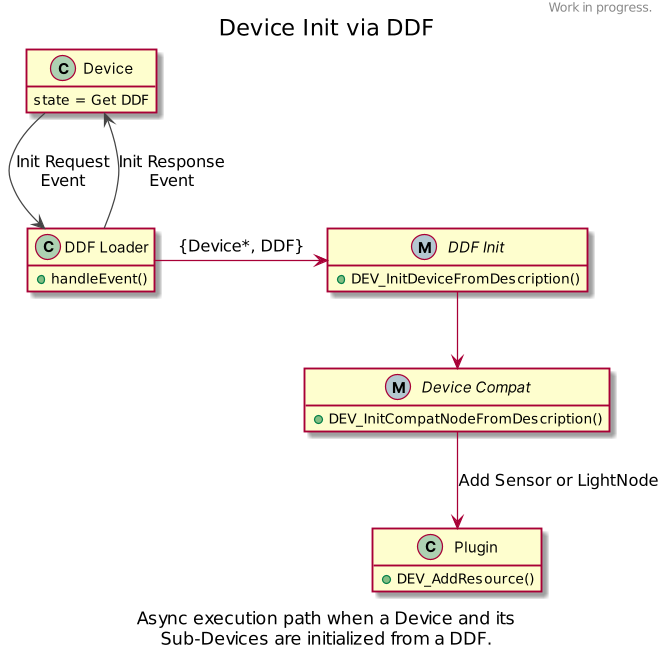 Work in progress.
Device Init via DDF
C Device
state = Get DDF
Init Request
Event
Init Response
Event
C DDF Loader
handleEvent()
{Device*, DDF}
M DDF Init
DEV_InitDeviceFromDescription()
M Device Compat
DEV_InitCompatNodeFromDescription()
Add Sensor or LightNode
C Plugin
DEV_AddResource()
Async execution path when a Device and its
Sub-Devices are initialized from a DDF.